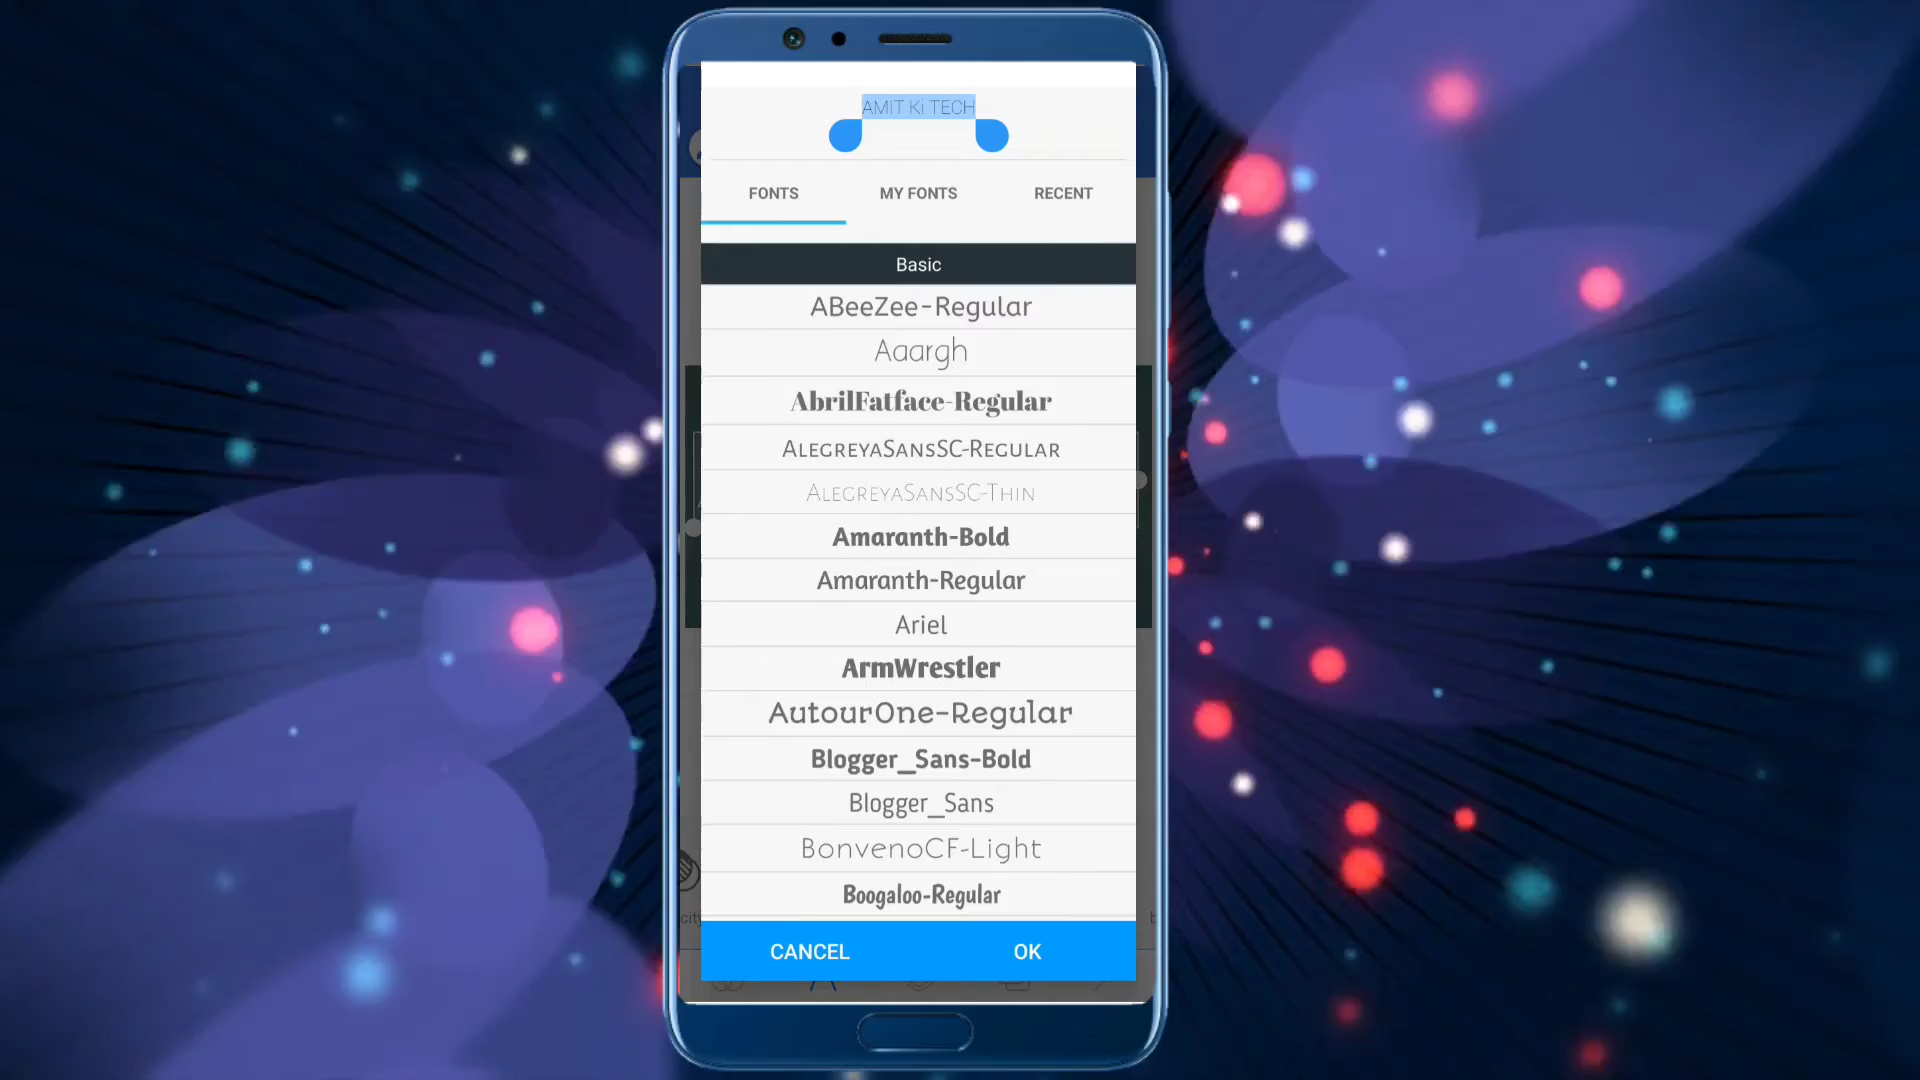 AMIT Ki TECH
FONTS MY FONTS RECENT
Basic
ABeeZee-Regular
Aaargh
AbrilFatface-Regular
AlegreyaSansSC-Regular
AlegreyaSansSC-Thin
Amaranth-Bold
Amaranth-Regular
Ariel
ArmWrestler
AutourOne-Regular
Blogger_Sans-Bold
Blogger_Sans
BonvenoCF-Light
Boogaloo-Regular
CANCEL OK